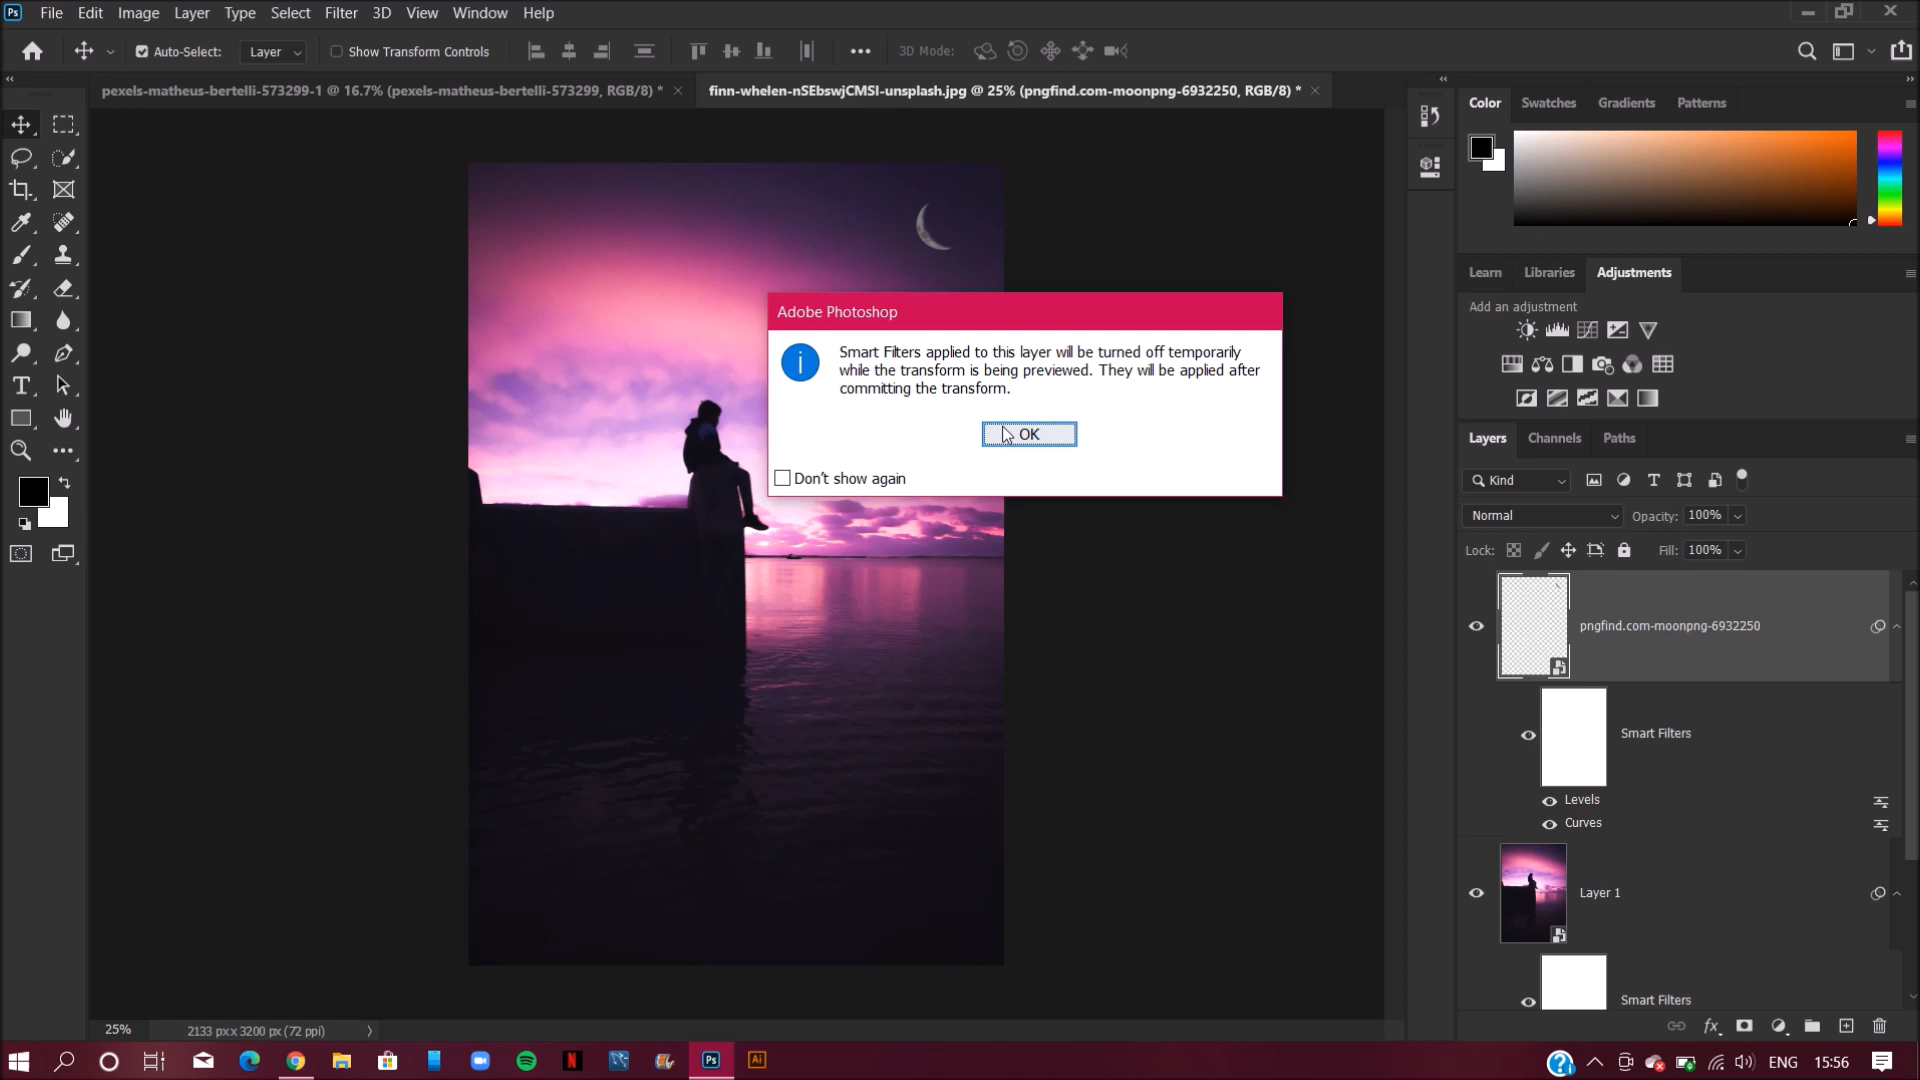 Ps File Edit Image Layer Type Select Filter 3D View Window Help
Auto-Select: Layer Show Transform Controls 3D Mode:
pexels-matheus-bertelli-573299-1 @ 16.7% (pexels-matheus-bertelli-573299, RGB/8) *
finn-whelen-nSEbswjCMSI-unsplash.jpg @ 25% (pngfind.com-moonpng-6932250, RGB/8) *
Color Swatches Gradients Patterns
Learn Libraries Adjustments
Add an adjustment
Adobe Photoshop
Smart Filters applied to this layer will be turned off temporarily
while the transform is being previewed. They will be applied after
committing the transform.
OK
Don't show again
Layers Channels Paths
Kind
Normal Opacity: 100%
Lock: Fill: 100%
pngfind.com-moonpng-6932250
Smart Filters
Levels
Curves
Layer 1
Smart Filters
fx
25% 2133 px x 3200 px (72 ppi)
N Ps Ai ENG 15:56